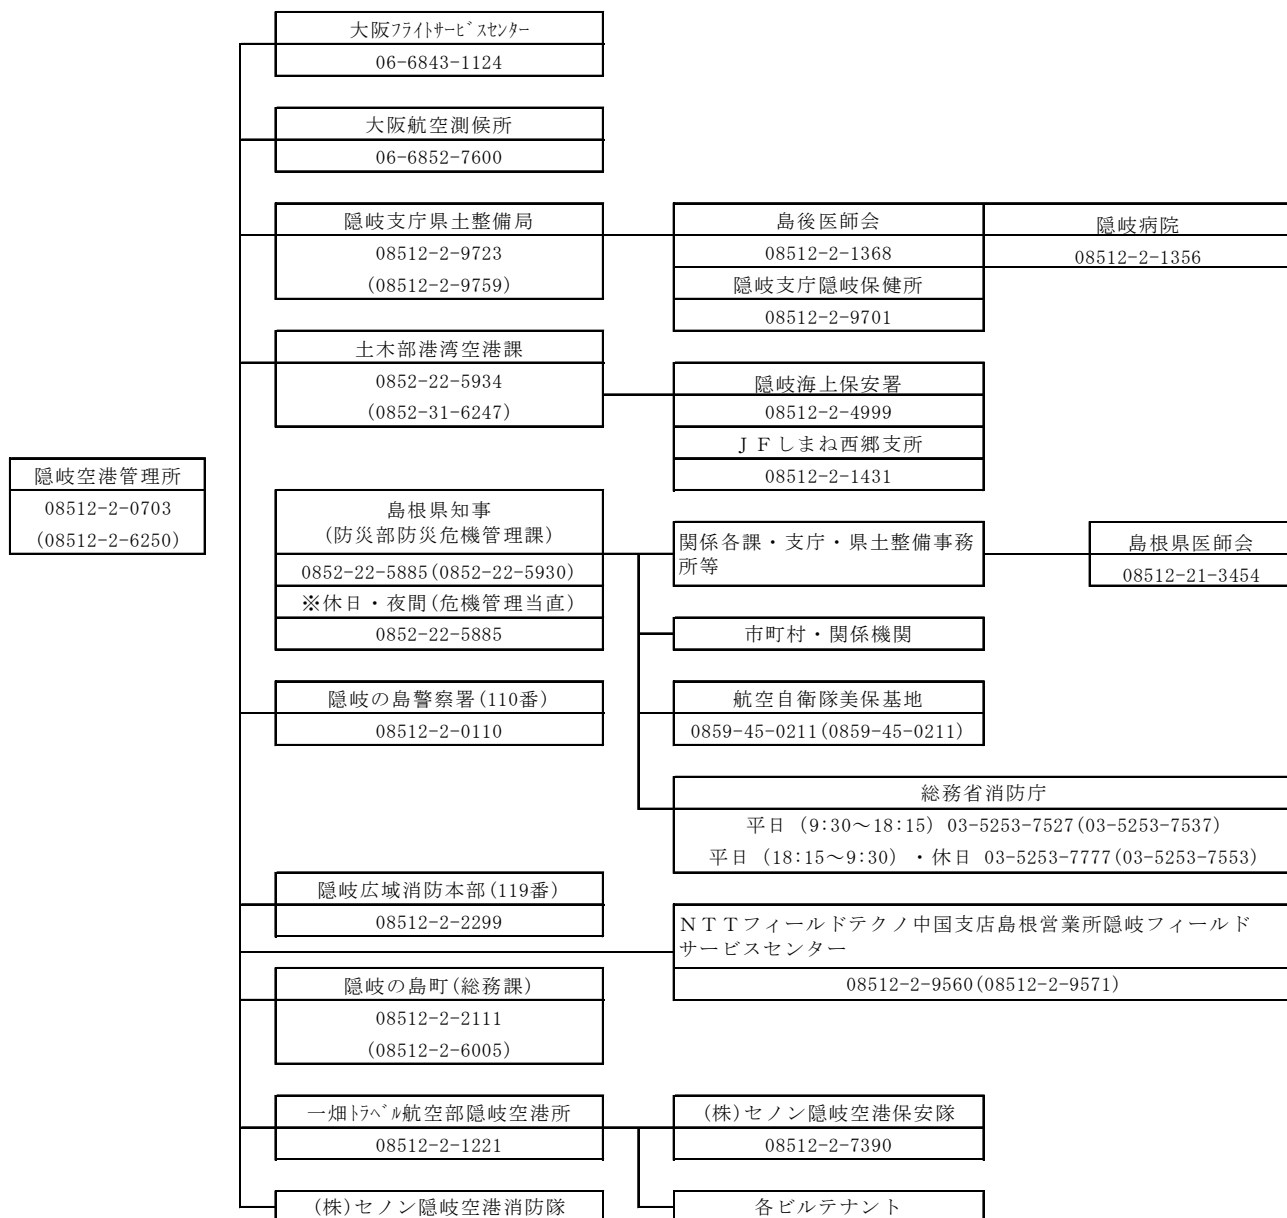 大阪ﾌﾗｲﾄｻｰﾋﾞｽｾﾝﾀｰ
06-6843-1124
大阪航空測候所
06-6852-7600
隠岐支庁県土整備局
08512-2-9723
(08512-2-9759)
島後医師会
08512-2-1368
隠岐支庁隠岐保健所
08512-2-9701
隠岐病院
08512-2-1356
土木部港湾空港課
0852-22-5934
(0852-31-6247)
隠岐海上保安署
08512-2-4999
ＪＦしまね西郷支所
08512-2-1431
隠岐空港管理所
08512-2-0703
(08512-2-6250)
島根県知事
(防災部防災危機管理課)
0852-22-5885(0852-22-5930)
※休日・夜間(危機管理当直)
0852-22-5885
関係各課・支庁・県土整備事務
所等
島根県医師会
08512-21-3454
市町村・関係機関
隠岐の島警察署(110番)
08512-2-0110
航空自衛隊美保基地
0859-45-0211(0859-45-0211)
総務省消防庁
平日 (9:30～18:15) 03-5253-7527(03-5253-7537)
平日 (18:15～9:30) ・休日 03-5253-7777(03-5253-7553)
隠岐広域消防本部(119番)
08512-2-2299
ＮＴＴフィールドテクノ中国支店島根営業所隠岐フィールド
サービスセンター
08512-2-9560(08512-2-9571)
隠岐の島町(総務課)
08512-2-2111
(08512-2-6005)
一畑ﾄﾗﾍﾞﾙ航空部隠岐空港所
08512-2-1221
(株)セノン隠岐空港保安隊
08512-2-7390
(株)セノン隠岐空港消防隊
各ビルテナント